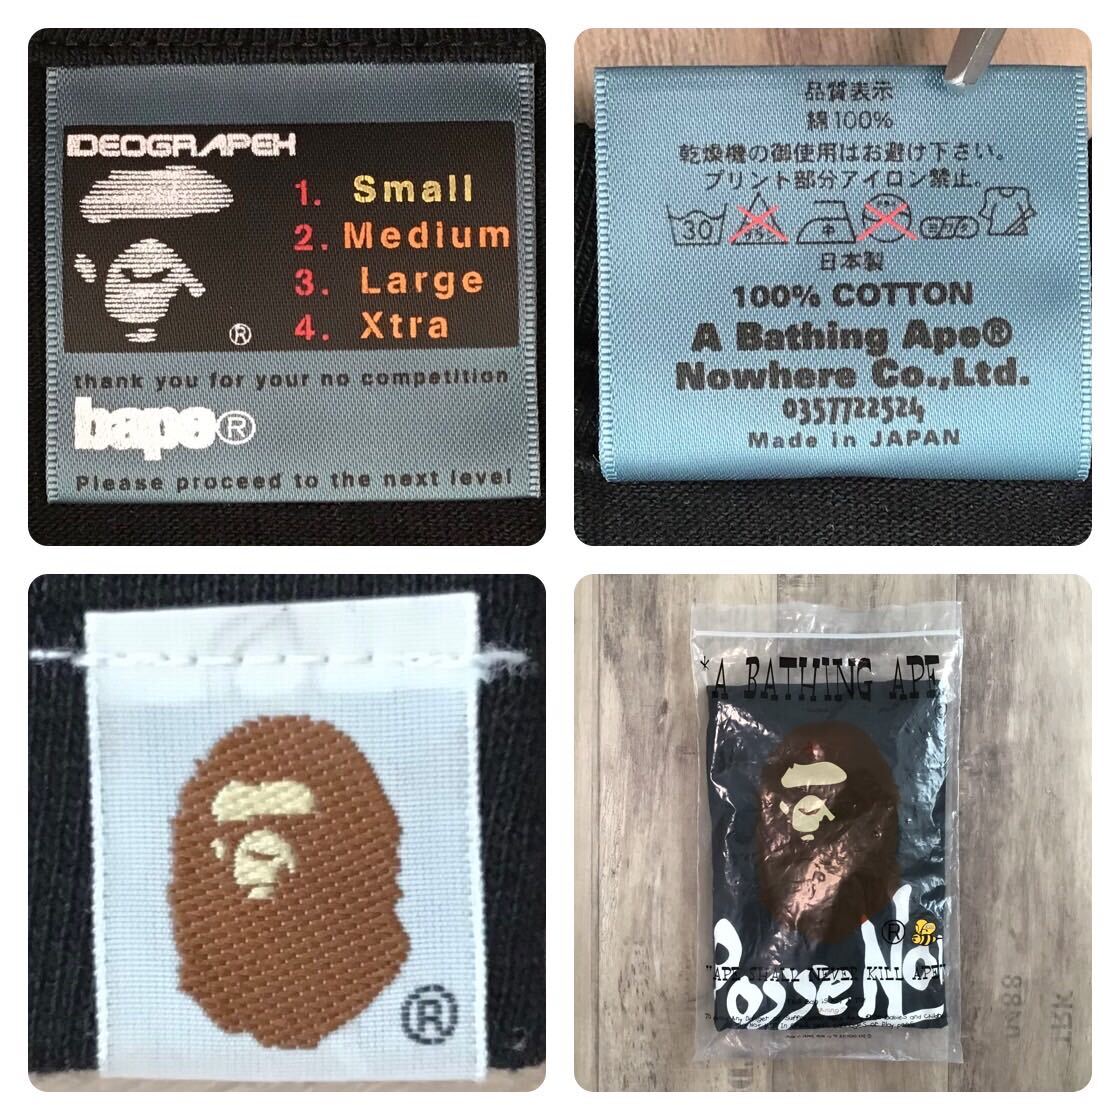 IDEOGRAPEH
1. Small
2. Medium
3. Large
4. Xtra
®
thank you for your no competition
bape®
Please proceed to the next level
品質表示
綿100%
乾燥機の御使用はお避け下さい。
プリント部分アイロン禁止。
30 中
日本製
100% COTTON
A Bathing Ape®
Nowhere Co.,Ltd.
0357722524
Made in JAPAN
®
*A BATHING APE
®
Posse No
"APE SHALL NEVER KILL APE"